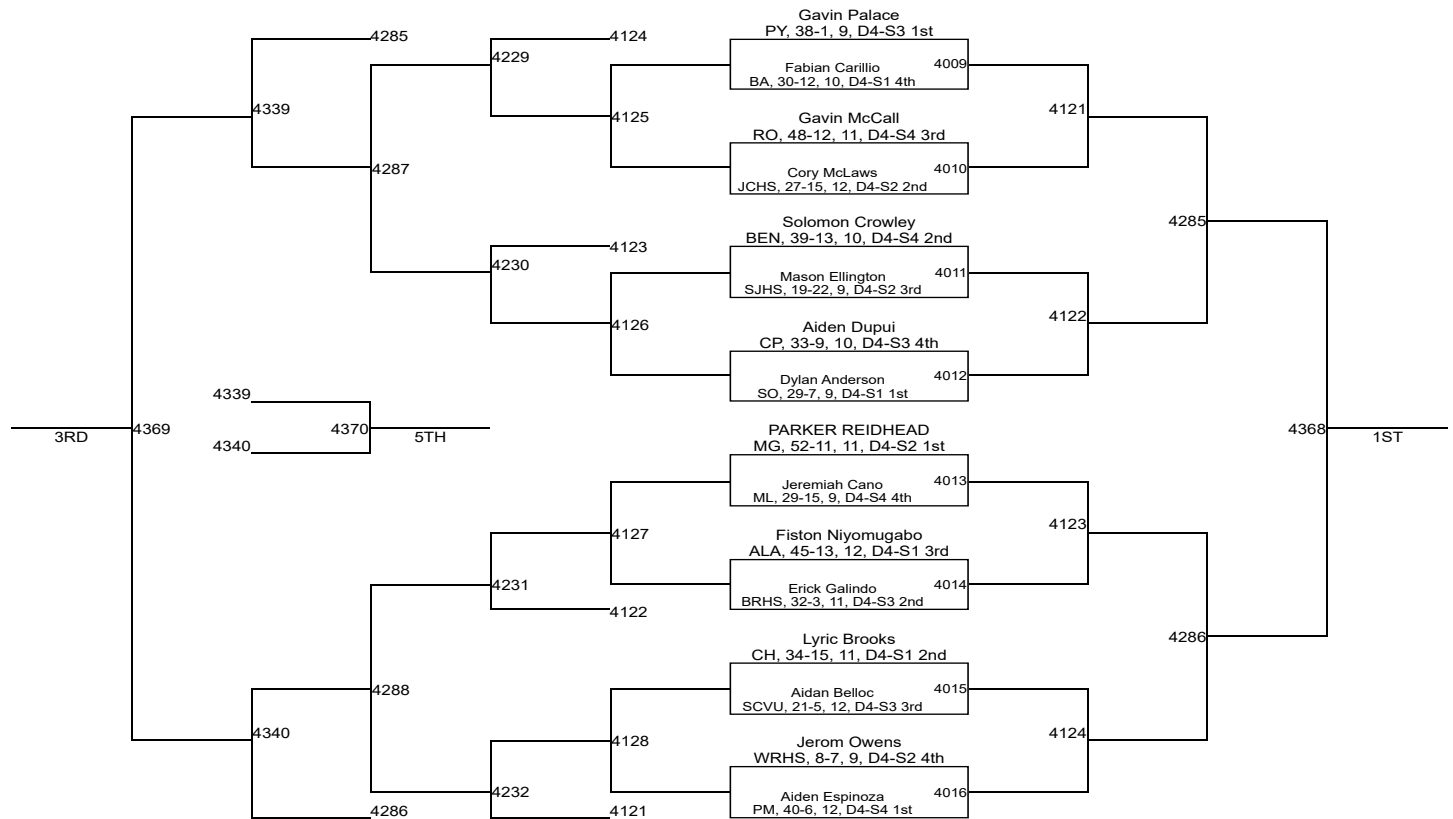 Gavin Palace
PY, 38-1, 9, D4-S3 1st
4285
4124
4229
Fabian Carillio
4009
BA, 30-12, 10, D4-S1 4th
4339
4121
Gavin McCall
4125
RO, 48-12, 11, D4-S4 3rd
4287
Cory McLaws
4010
JCHS, 27-15, 12, D4-S2 2nd
Solomon Crowley
4285
BEN, 39-13, 10, D4-S4 2nd
4123
4230
Mason Ellington
4011
SJHS, 19-22, 9, D4-S2 3rd
4122
Aiden Dupui
4126
CP, 33-9, 10, D4-S3 4th
Dylan Anderson
4012
SO, 29-7, 9, D4-S1 1st
4339
3RD
4369
4370
5TH
PARKER REIDHEAD
4368
1ST
4340
MG, 52-11, 11, D4-S2 1st
Jeremiah Cano
4013
ML, 29-15, 9, D4-S4 4th
4123
4127
Fiston Niyomugabo
ALA, 45-13, 12, D4-S1 3rd
4231
Erick Galindo
4014
BRHS, 32-3, 11, D4-S3 2nd
4122
Lyric Brooks
4286
CH, 34-15, 11, D4-S1 2nd
4288
Aidan Belloc
4015
SCVU, 21-5, 12, D4-S3 3rd
4340
4124
4128
Jerom Owens
WRHS, 8-7, 9, D4-S2 4th
4232
Aiden Espinoza
4016
4286
4121
PM, 40-6, 12, D4-S4 1st